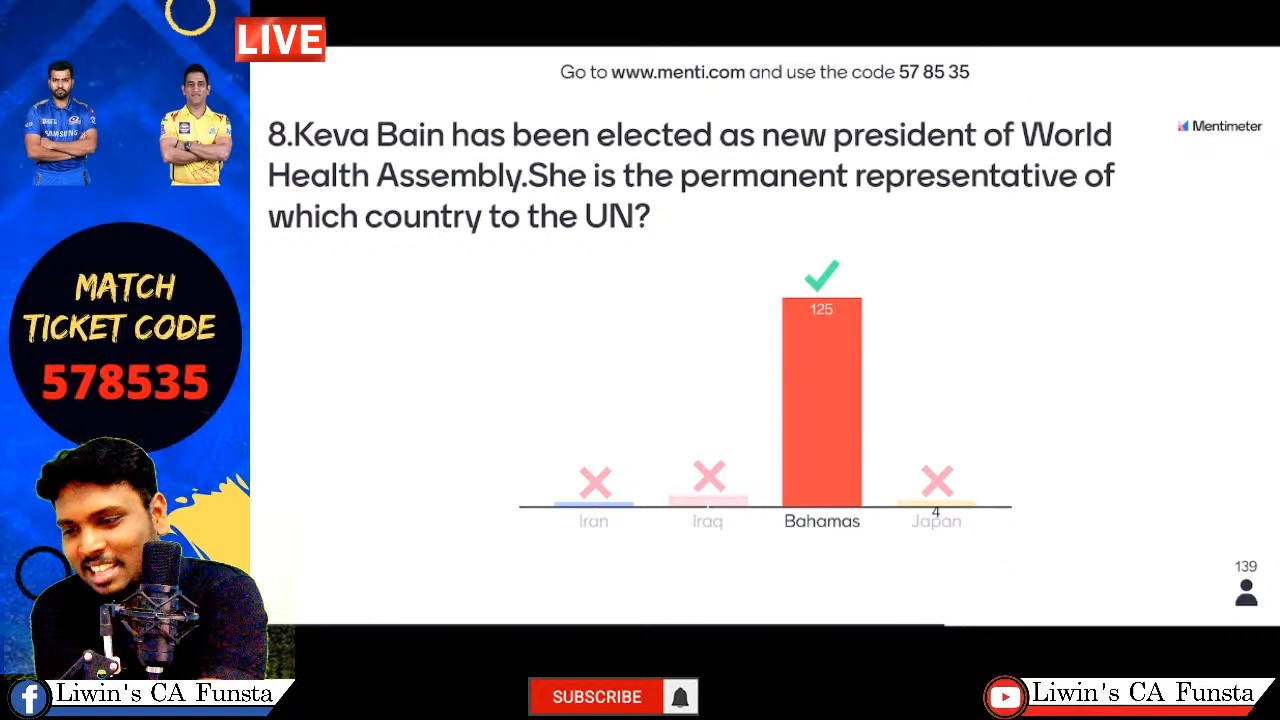 LIVE
Go to www.menti.com and use the code 57 85 35
Mentimeter
8.Keva Bain has been elected as new president of World
Health Assembly.She is the permanent representative of
which country to the UN?
SAMSUNG
MATCH
TICKET CODE
578535
125
4
Iran
Iraq
Bahamas
Japan
139
Liwin's CA Funsta
SUBSCRIBE
Liwin's CA Funsta